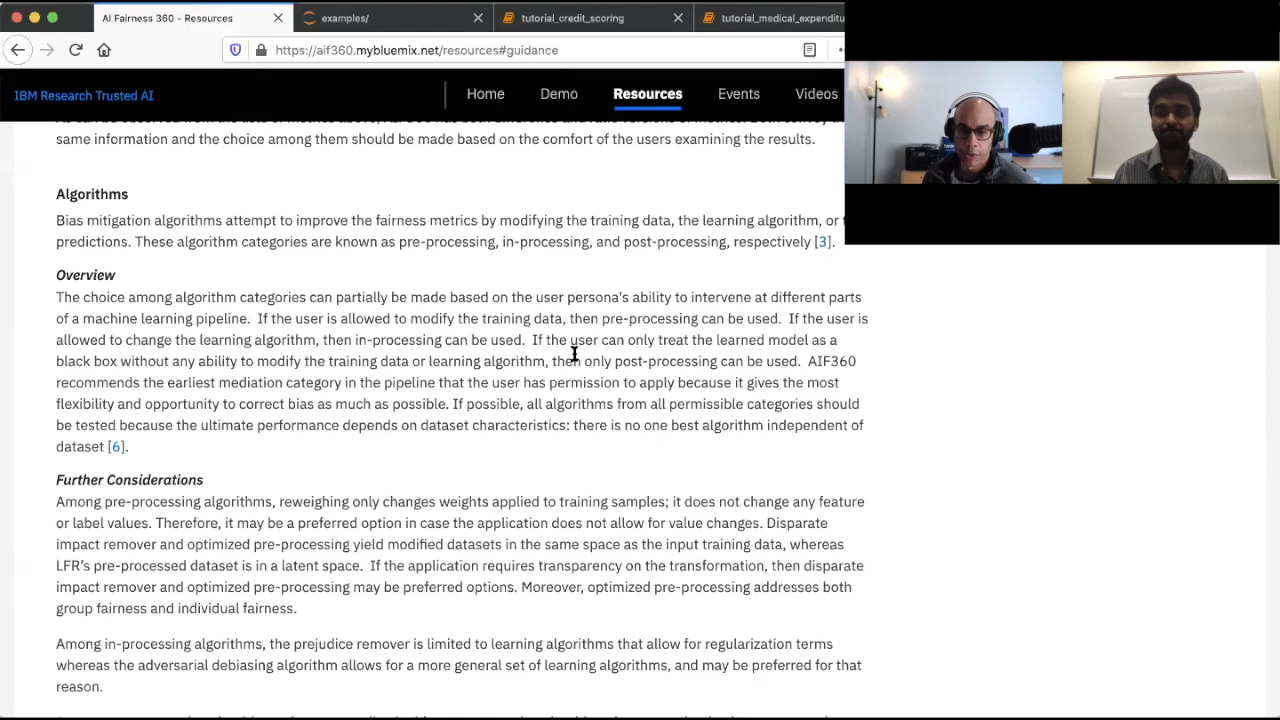 AI Fairness 360 - Resources
examples/
tutorial_credit_scoring
tutorial_medical_expenditu
https://aif360.mybluemix.net/resources#guidance
IBM Research Trusted AI
Home
Demo
Resources
Events
Videos
same information and the choice among them should be made based on the comfort of the users examining the results.
Algorithms
Bias mitigation algorithms attempt to improve the fairness metrics by modifying the training data, the learning algorithm, or
predictions. These algorithm categories are known as pre-processing, in-processing, and post-processing, respectively [3].
Overview
The choice among algorithm categories can partially be made based on the user persona's ability to intervene at different parts
of a machine learning pipeline. If the user is allowed to modify the training data, then pre-processing can be used. If the user is
allowed to change the learning algorithm, then in-processing can be used. If the user can only treat the learned model as a
black box without any ability to modify the training data or learning algorithm, then only post-processing can be used. AIF360
recommends the earliest mediation category in the pipeline that the user has permission to apply because it gives the most
flexibility and opportunity to correct bias as much as possible. If possible, all algorithms from all permissible categories should
be tested because the ultimate performance depends on dataset characteristics: there is no one best algorithm independent of
dataset [6].
Further Considerations
Among pre-processing algorithms, reweighing only changes weights applied to training samples; it does not change any feature
or label values. Therefore, it may be a preferred option in case the application does not allow for value changes. Disparate
impact remover and optimized pre-processing yield modified datasets in the same space as the input training data, whereas
LFR's pre-processed dataset is in a latent space. If the application requires transparency on the transformation, then disparate
impact remover and optimized pre-processing may be preferred options. Moreover, optimized pre-processing addresses both
group fairness and individual fairness.
Among in-processing algorithms, the prejudice remover is limited to learning algorithms that allow for regularization terms
whereas the adversarial debiasing algorithm allows for a more general set of learning algorithms, and may be preferred for that
reason.